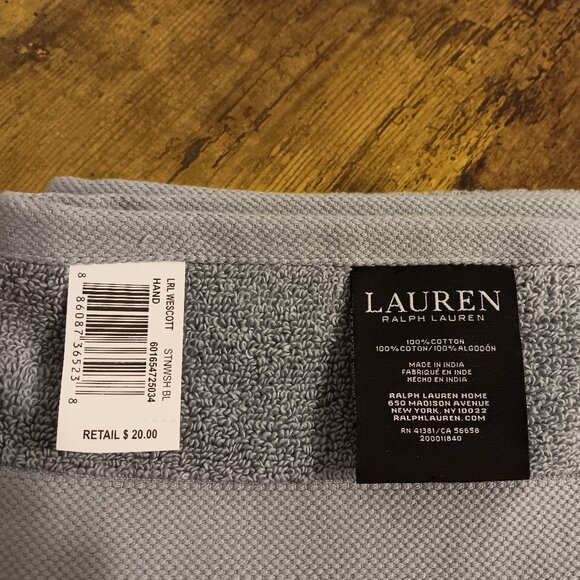 LRL WESCOTT
HAND
STNWSH BL
601654725034
8 86087 36523 8
RETAIL $ 20.00
LAUREN
RALPH LAUREN
100% COTTON
100% COTON/100% ALGODÓN
MADE IN INDIA
FABRIQUÉ EN INDE
HECHO EN INDIA
RALPH LAUREN HOME
650 MADISON AVENUE
NEW YORK, NY 10022
RALPHLAUREN.COM
RN 41381/CA 56658
200011840